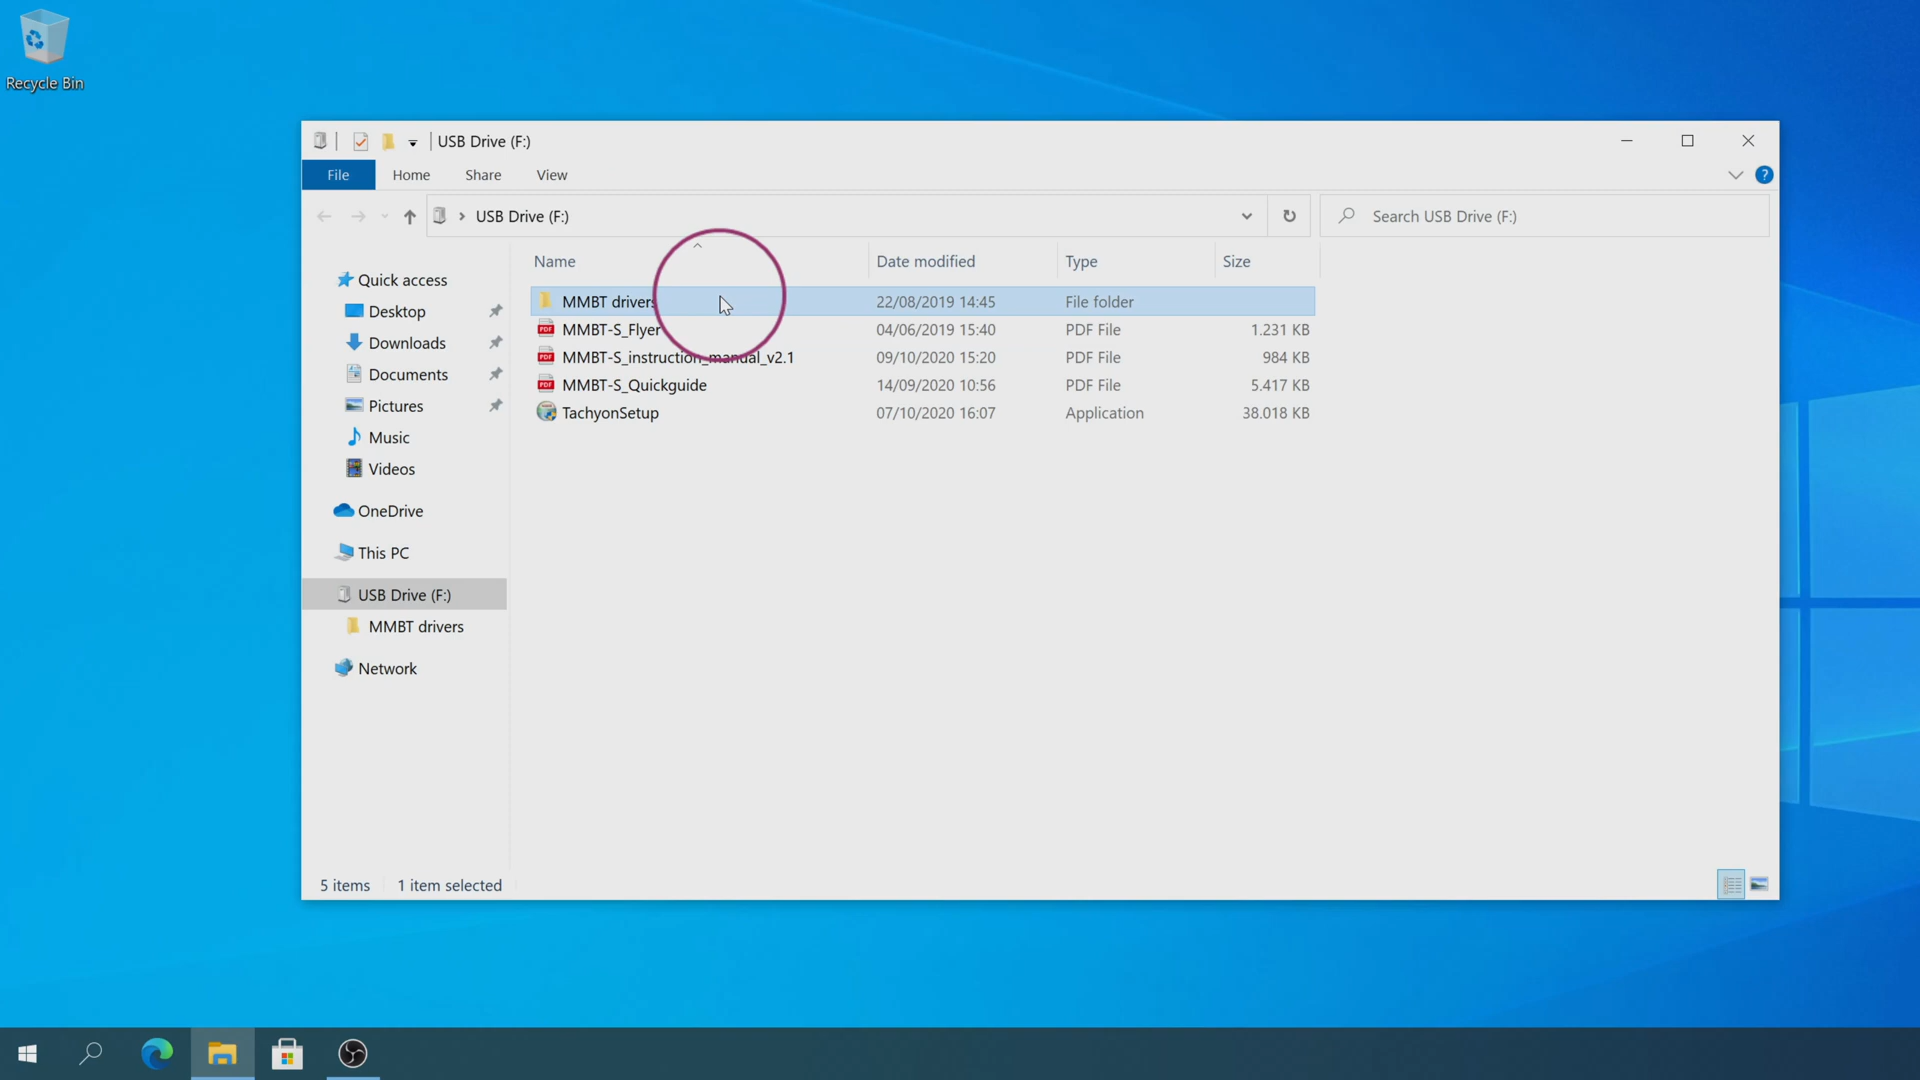 Recycle Bin
USB Drive (F:)
File Home Share View
USB Drive (F:)
Search USB Drive (F:)
Name Date modified Type Size
MMBT drivers 22/08/2019 14:45 File folder
MMBT-S_Flyer 04/06/2019 15:40 PDF File 1.231 KB
MMBT-S_instruction_manual_v2.1 09/10/2020 15:20 PDF File 984 KB
MMBT-S_Quickguide 14/09/2020 10:56 PDF File 5.417 KB
TachyonSetup 07/10/2020 16:07 Application 38.018 KB
Quick access
Desktop
Downloads
Documents
Pictures
Music
Videos
OneDrive
This PC
USB Drive (F:)
MMBT drivers
Network
5 items 1 item selected